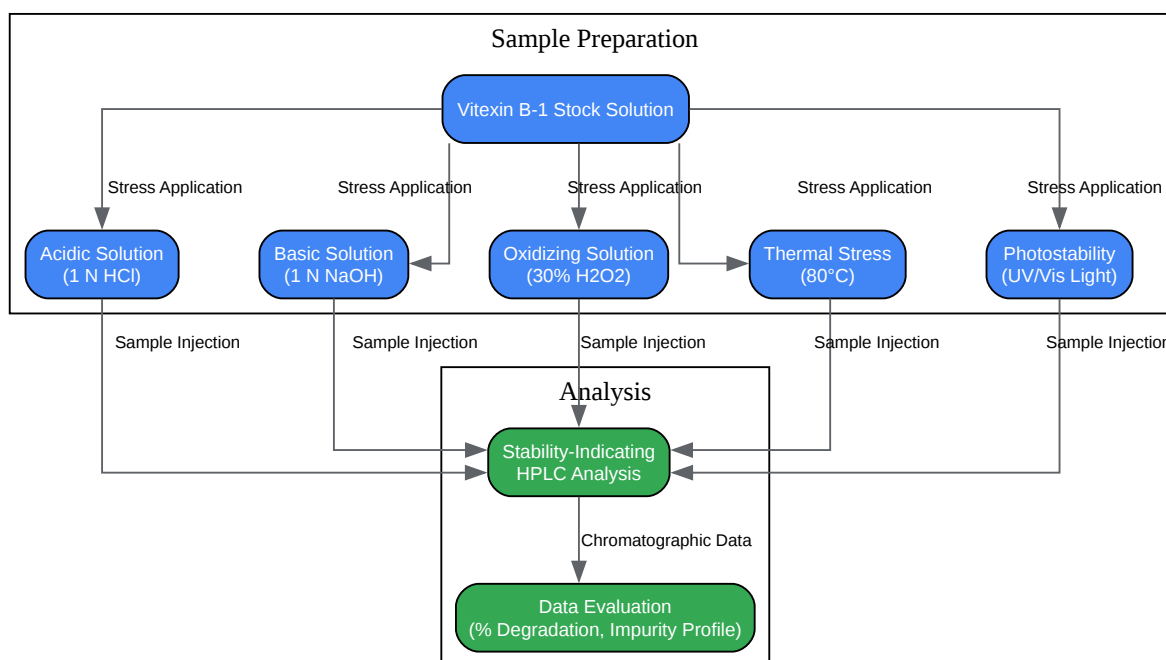 Sample Preparation
Vitexin B-1 Stock Solution
Stress Application
Stress Application
Stress Application
Stress Application
Stress Application
Acidic Solution
(1 N HCl)
Basic Solution
(1 N NaOH)
Oxidizing Solution
(30% H2O2)
Thermal Stress
(80°C)
Photostability
(UV/Vis Light)
Sample Injection
Sample Injection
Sample Injection
Sample Injection
Sample Injection
Analysis
Stability-Indicating
HPLC Analysis
Chromatographic Data
Data Evaluation
(% Degradation, Impurity Profile)